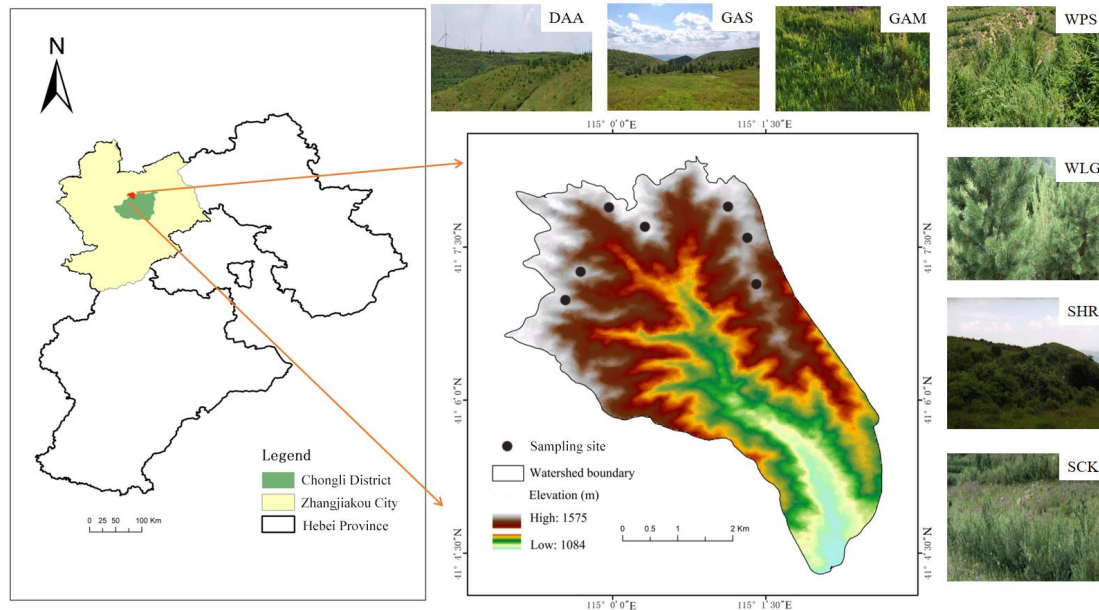 N
Legend
Chongli District
Zhangjiakou City
Hebei Province
0 25 50 100 Km
DAA
GAS
GAM
WPS
WLG
SHR
SCK
115° 0′0″E
115° 1′30″E
41° 7′30″N
41° 6′0″N
41° 4′30″N
41° 7′30″N
41° 6′0″N
41° 4′30″N
Sampling site
Watershed boundary
Elevation (m)
High: 1575
Low: 1084
0 0.5 1 2 Km
115° 0′0″E
115° 1′30″E